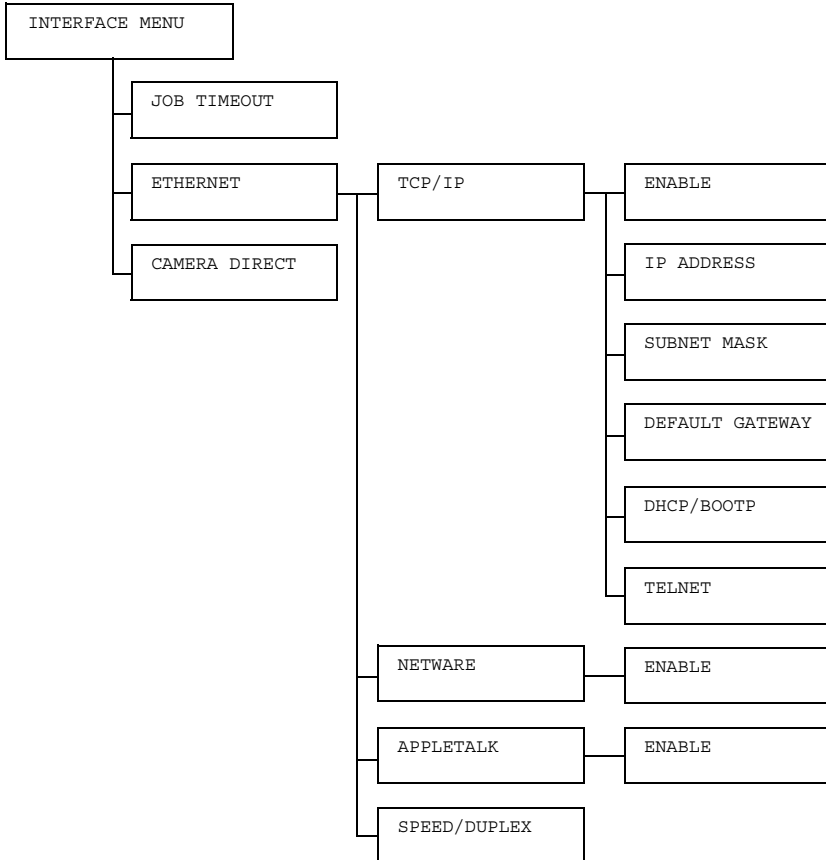 INTERFACE MENU
JOB TIMEOUT
ETHERNET
TCP/IP
ENABLE
CAMERA DIRECT
IP ADDRESS
SUBNET MASK
DEFAULT GATEWAY
DHCP/BOOTP
TELNET
NETWARE
ENABLE
APPLETALK
ENABLE
SPEED/DUPLEX